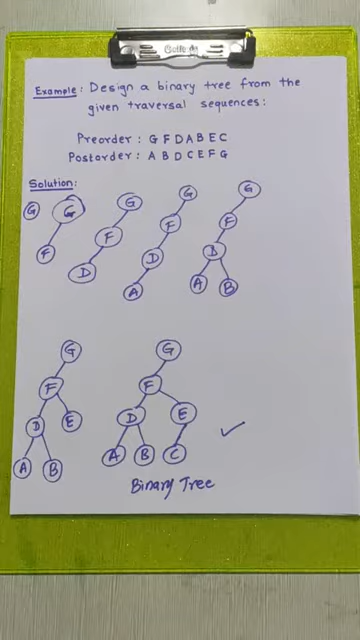 Example: Design a binary tree from the
given traversal sequences:
Preorder: G F D A B E C
Postorder: A B D C E F G
Solution:
G G F
G F D
G F D A
G F D A B
G F D E A B
G F D E A B C
Binary Tree